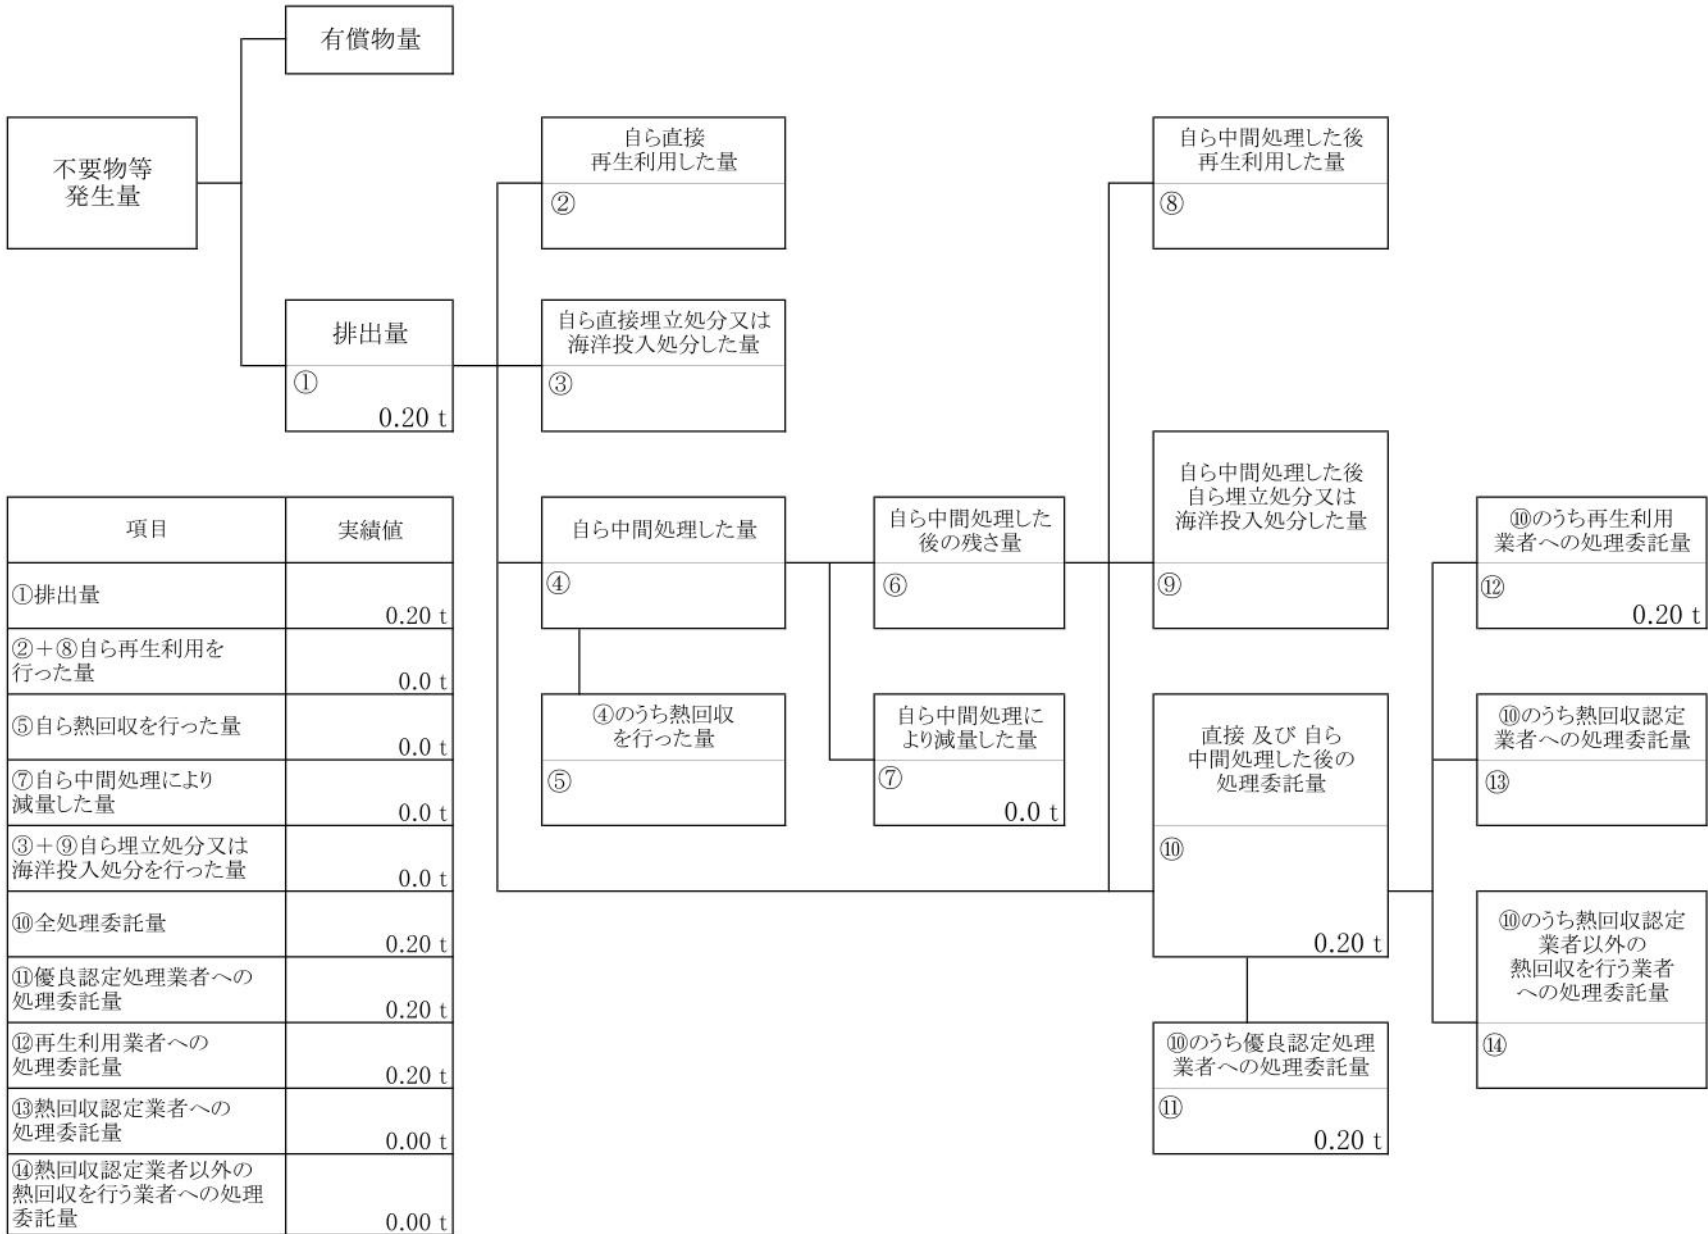 有償物量
不要物等
発生量
自ら直接
再生利用した量
②
自ら中間処理した後
再生利用した量
⑧
排出量
①
0.20 t
自ら直接埋立処分又は
海洋投入処分した量
③
自ら中間処理した量
④
自ら中間処理した
後の残さ量
⑥
自ら中間処理した後
自ら埋立処分又は
海洋投入処分した量
⑨
⑩のうち再生利用
業者への処理委託量
⑫
0.20 t
④のうち熱回収
を行った量
⑤
自ら中間処理に
より減量した量
⑦
0.0 t
直接 及び 自ら
中間処理した後の
処理委託量
⑩
0.20 t
⑩のうち熱回収認定
業者への処理委託量
⑬
⑩のうち熱回収認定
業者以外の
熱回収を行う業者
への処理委託量
⑭
⑩のうち優良認定処理
業者への処理委託量
⑪
0.20 t
項目
実績値
①排出量
0.20 t
②＋⑧自ら再生利用を
行った量
0.0 t
⑤自ら熱回収を行った量
0.0 t
⑦自ら中間処理により
減量した量
0.0 t
③＋⑨自ら埋立処分又は
海洋投入処分を行った量
0.0 t
⑩全処理委託量
0.20 t
⑪優良認定処理業者への
処理委託量
0.20 t
⑫再生利用業者への
処理委託量
0.20 t
⑬熱回収認定業者への
処理委託量
0.00 t
⑭熱回収認定業者以外の
熱回収を行う業者への処理
委託量
0.00 t